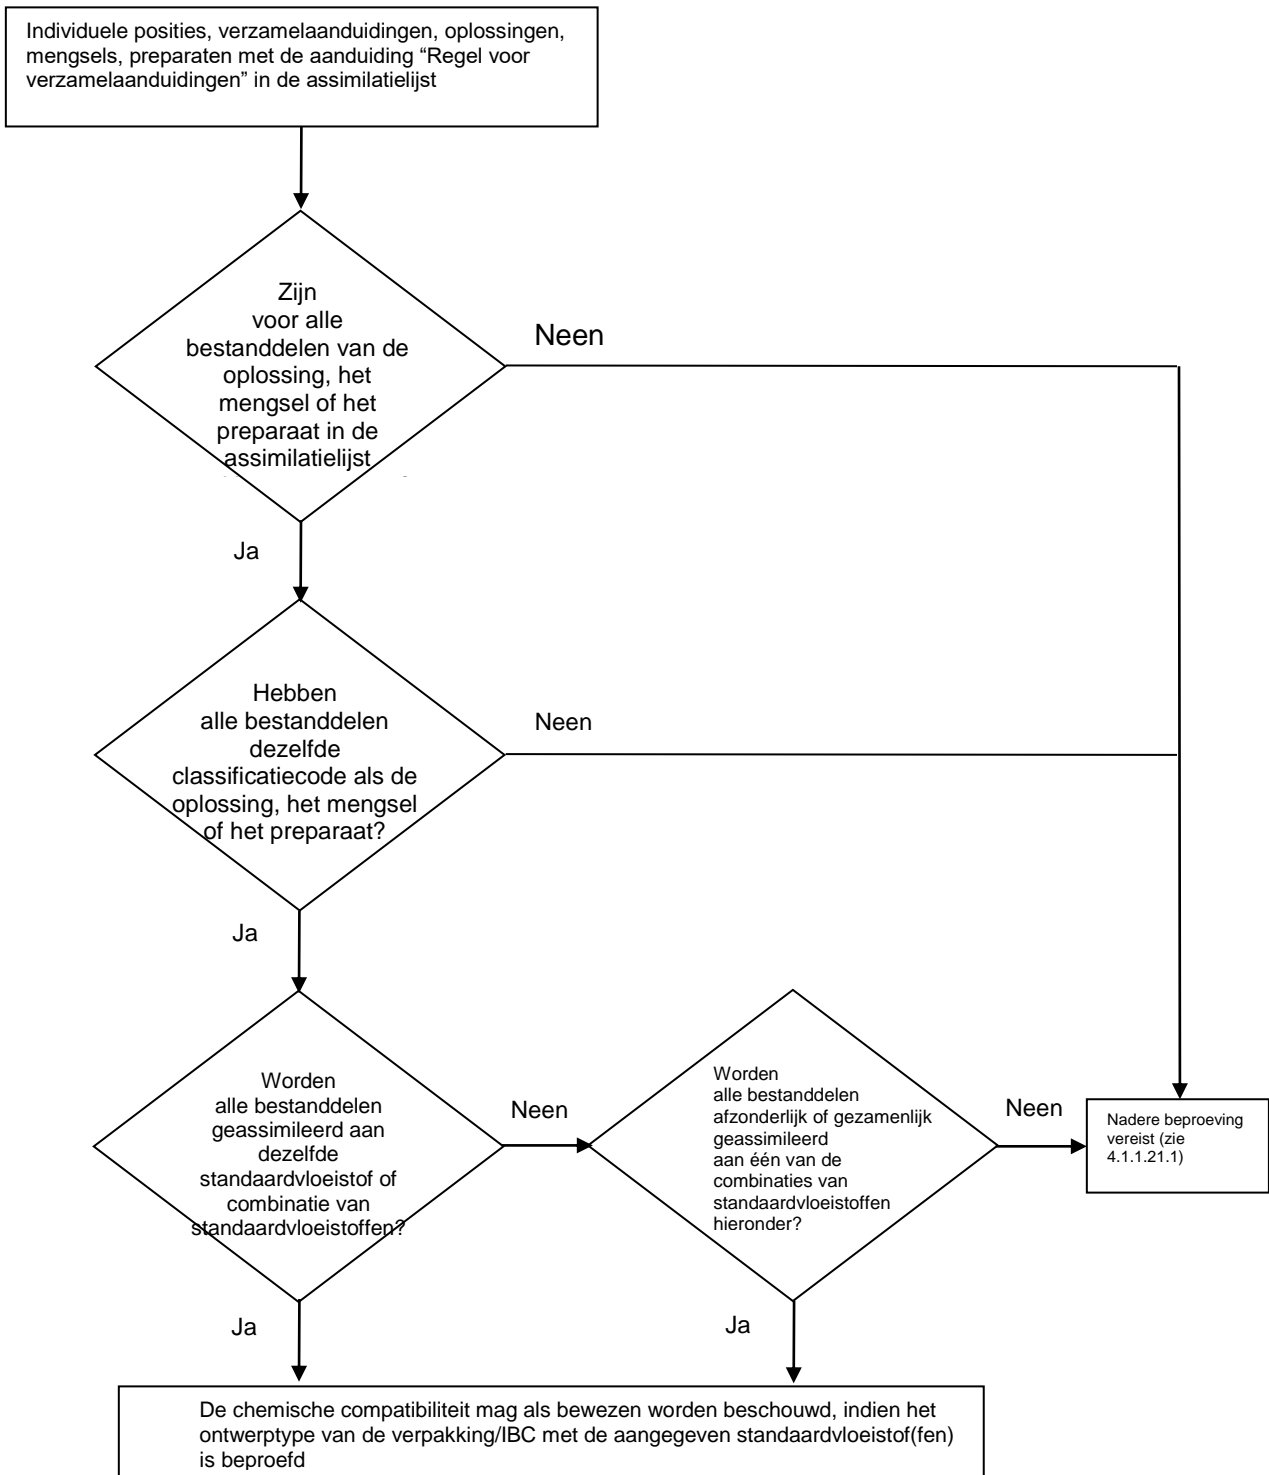 Individuele posities, verzamelaanduidingen, oplossingen,
mengsels, preparaten met de aanduiding “Regel voor
verzamelaanduidingen” in de assimilatielijst
Zijn
voor alle
bestanddelen van de
oplossing, het
mengsel of het
preparaat in de
assimilatielijst
Neen
Ja
Hebben
alle bestanddelen
dezelfde
classificatiecode als de
oplossing, het mengsel
of het preparaat?
Neen
Ja
Worden
alle bestanddelen
geassimileerd aan
dezelfde
standaardvloeistof of
combinatie van
standaardvloeistoffen?
Neen
Worden
alle bestanddelen
afzonderlijk of gezamenlijk
geassimileerd
aan één van de
combinaties van
standaardvloeistoffen
hieronder?
Neen
Nadere beproeving
vereist (zie
4.1.1.21.1)
Ja
Ja
De chemische compatibiliteit mag als bewezen worden beschouwd, indien het
ontwerptype van de verpakking/IBC met de aangegeven standaardvloeistof(fen)
is beproefd